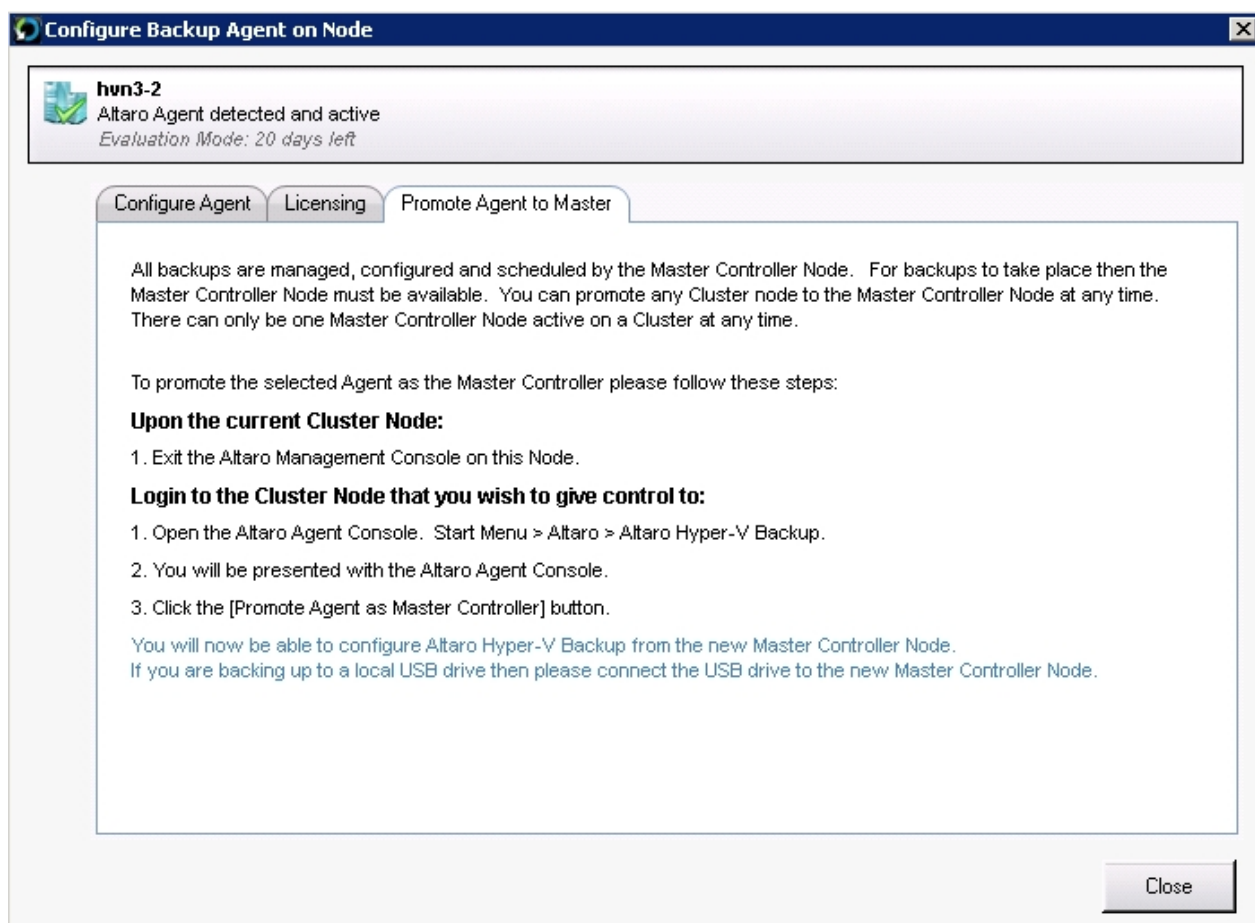 Configure Backup Agent on Node
hvn3-2
Altaro Agent detected and active
Evaluation Mode: 20 days left
Configure Agent Licensing Promote Agent to Master
All backups are managed, configured and scheduled by the Master Controller Node. For backups to take place then the
Master Controller Node must be available. You can promote any Cluster node to the Master Controller Node at any time.
There can only be one Master Controller Node active on a Cluster at any time.
To promote the selected Agent as the Master Controller please follow these steps:
Upon the current Cluster Node:
1. Exit the Altaro Management Console on this Node.
Login to the Cluster Node that you wish to give control to:
1. Open the Altaro Agent Console. Start Menu > Altaro > Altaro Hyper-V Backup.
2. You will be presented with the Altaro Agent Console.
3. Click the [Promote Agent as Master Controller] button.
You will now be able to configure Altaro Hyper-V Backup from the new Master Controller Node.
If you are backing up to a local USB drive then please connect the USB drive to the new Master Controller Node.
Close